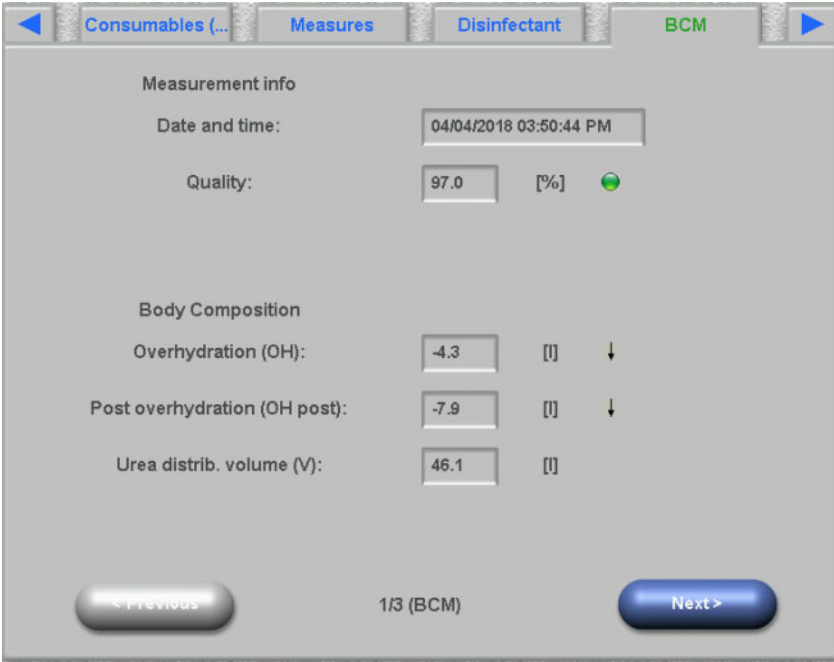 Consumables (... Measures Disinfectant BCM
Measurement info
Date and time: 04/04/2018 03:50:44 PM
Quality: 97.0 [%]
Body Composition
Overhydration (OH): -4.3 [l]
Post overhydration (OH post): -7.9 [l]
Urea distrib. volume (V): 46.1 [l]
< Previous 1/3 (BCM) Next >